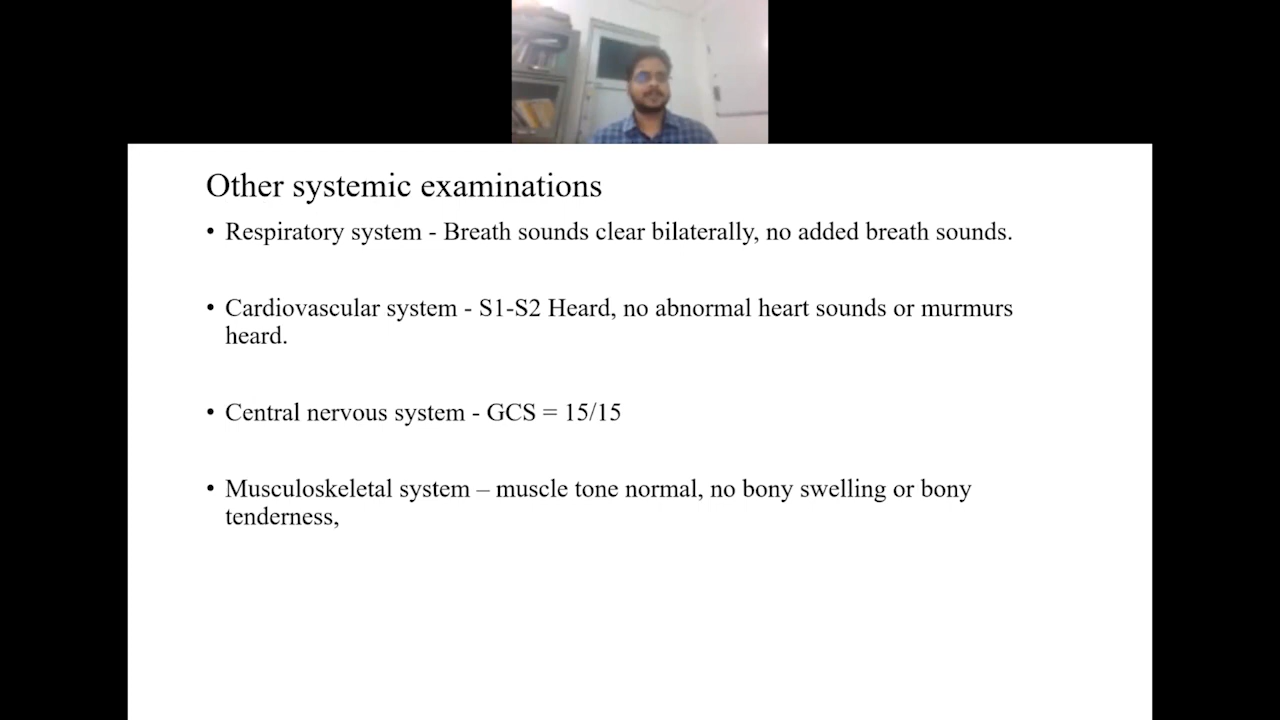 Other systemic examinations
• Respiratory system - Breath sounds clear bilaterally, no added breath sounds.
• Cardiovascular system - S1-S2 Heard, no abnormal heart sounds or murmurs
heard.
• Central nervous system - GCS = 15/15
• Musculoskeletal system – muscle tone normal, no bony swelling or bony
tenderness,